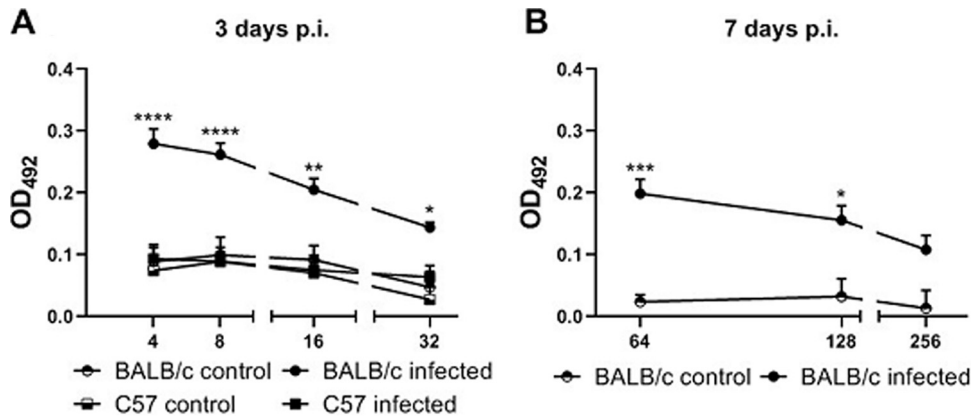 A 3 days p.i.
0.4
0.3
0.2
0.1
0.0
OD492
****
****
**
*
4 8 16 32
BALB/c control BALB/c infected
C57 control C57 infected
B 7 days p.i.
0.4
0.3
0.2
0.1
0.0
OD492
***
*
64 128 256
BALB/c control BALB/c infected